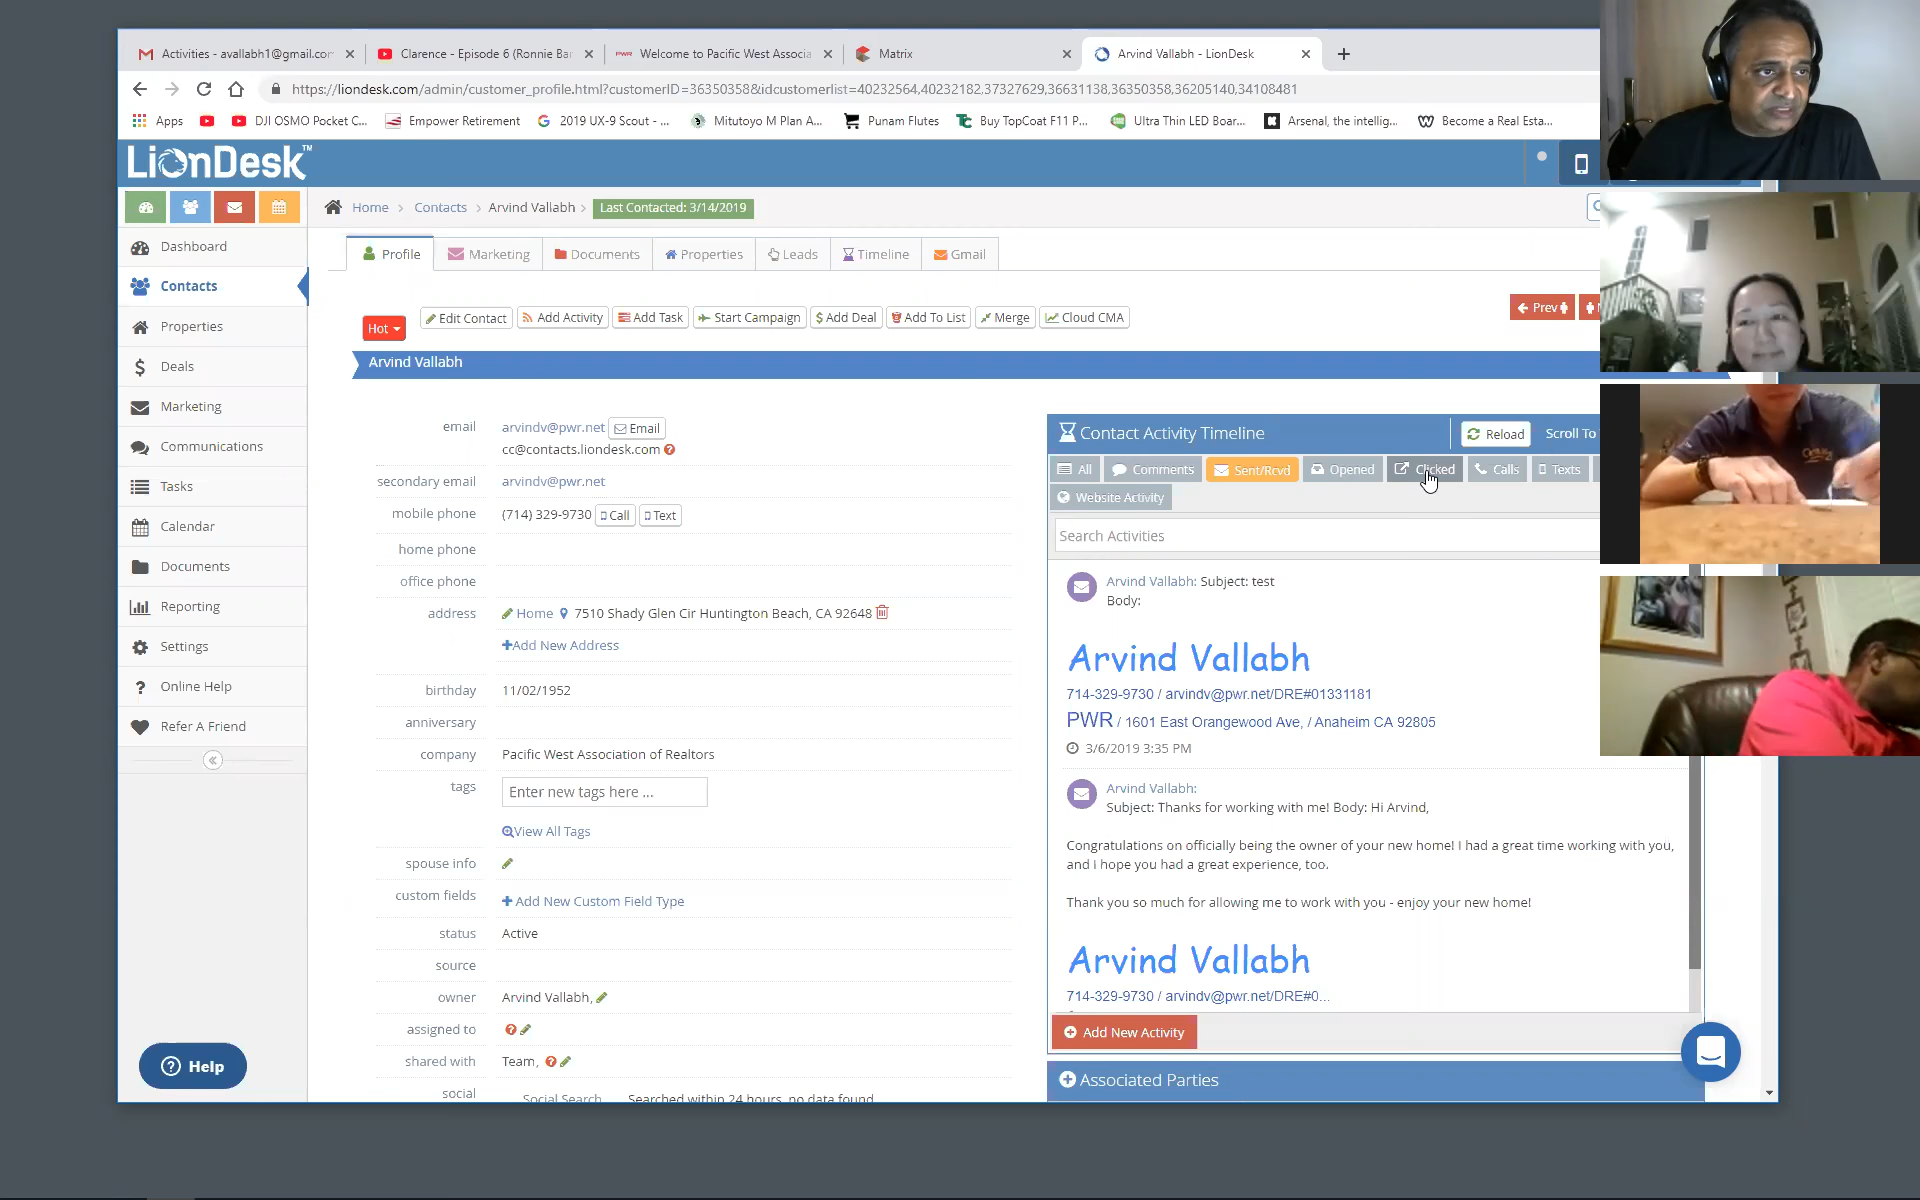 Activities - avallabh1@gmail.cor
Clarence - Episode 6 (Ronnie Bar
PWR Welcome to Pacific West Associa
Matrix
Arvind Vallabh - LionDesk
https://liondesk.com/admin/customer_profile.html?customerID=36350358&idcustomerlist=40232564,40232182,37327629,36631138,36350358,36205140,34108481
Apps
DJI OSMO Pocket C...
Empower Retirement
2019 UX-9 Scout - ...
Mitutoyo M Plan A...
Punam Flutes
Buy TopCoat F11 P...
Ultra Thin LED Boar...
Arsenal, the intellig...
Become a Real Esta...
LionDesk™
Home > Contacts > Arvind Vallabh > Last Contacted: 3/14/2019
Dashboard
Contacts
Properties
Deals
Marketing
Communications
Tasks
Calendar
Documents
Reporting
Settings
Online Help
Refer A Friend
Help
Profile
Marketing
Documents
Properties
Leads
Timeline
Gmail
Hot
Edit Contact
Add Activity
Add Task
Start Campaign
Add Deal
Add To List
Merge
Cloud CMA
Prev
Arvind Vallabh
email arvindv@pwr.net Email
cc@contacts.liondesk.com
secondary email arvindv@pwr.net
mobile phone (714) 329-9730 Call Text
home phone
office phone
address Home 7510 Shady Glen Cir Huntington Beach, CA 92648
+Add New Address
birthday 11/02/1952
anniversary
company Pacific West Association of Realtors
tags Enter new tags here ...
View All Tags
spouse info
custom fields + Add New Custom Field Type
status Active
source
owner Arvind Vallabh,
assigned to
shared with Team,
social Social Search Searched within 24 hours, no data found
Contact Activity Timeline
Reload
Scroll To
All
Comments
Sent/Rcvd
Opened
Clicked
Calls
Texts
Website Activity
Search Activities
Arvind Vallabh: Subject: test
Body:
Arvind Vallabh
714-329-9730 / arvindv@pwr.net/DRE#01331181
PWR / 1601 East Orangewood Ave, / Anaheim CA 92805
3/6/2019 3:35 PM
Arvind Vallabh:
Subject: Thanks for working with me! Body: Hi Arvind,
Congratulations on officially being the owner of your new home! I had a great time working with you,
and I hope you had a great experience, too.
Thank you so much for allowing me to work with you - enjoy your new home!
Arvind Vallabh
714-329-9730 / arvindv@pwr.net/DRE#0...
Add New Activity
Associated Parties